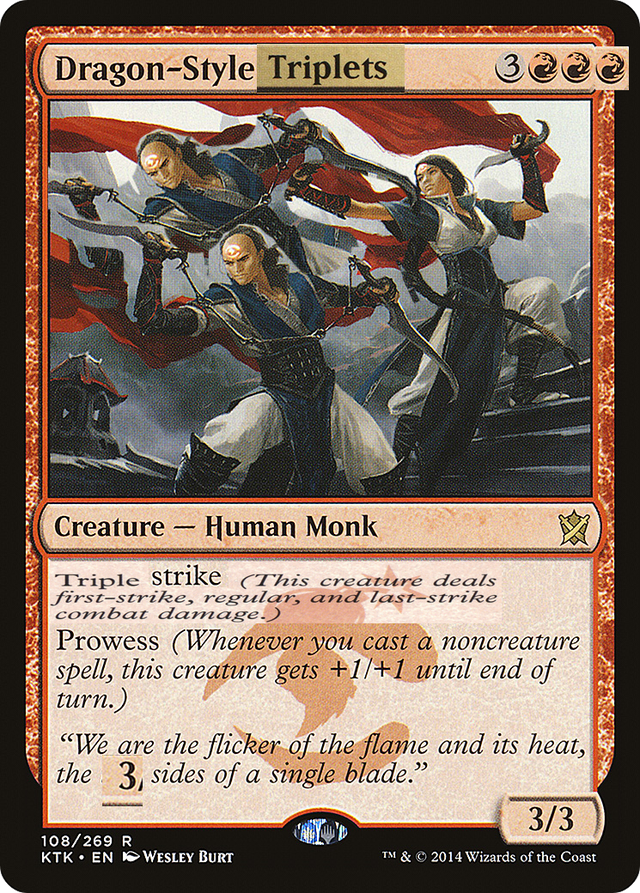 Dragon-Style Triplets 3
Creature — Human Monk
Triple strike (This creature deals
first-strike, regular, and last-strike
combat damage.)
Prowess (Whenever you cast a noncreature
spell, this creature gets +1/+1 until end of
turn.)
“We are the flicker of the flame and its heat,
the 3, sides of a single blade.”
3/3
108/269 R
KTK • EN Wesley Burt
™ & © 2014 Wizards of the Coast